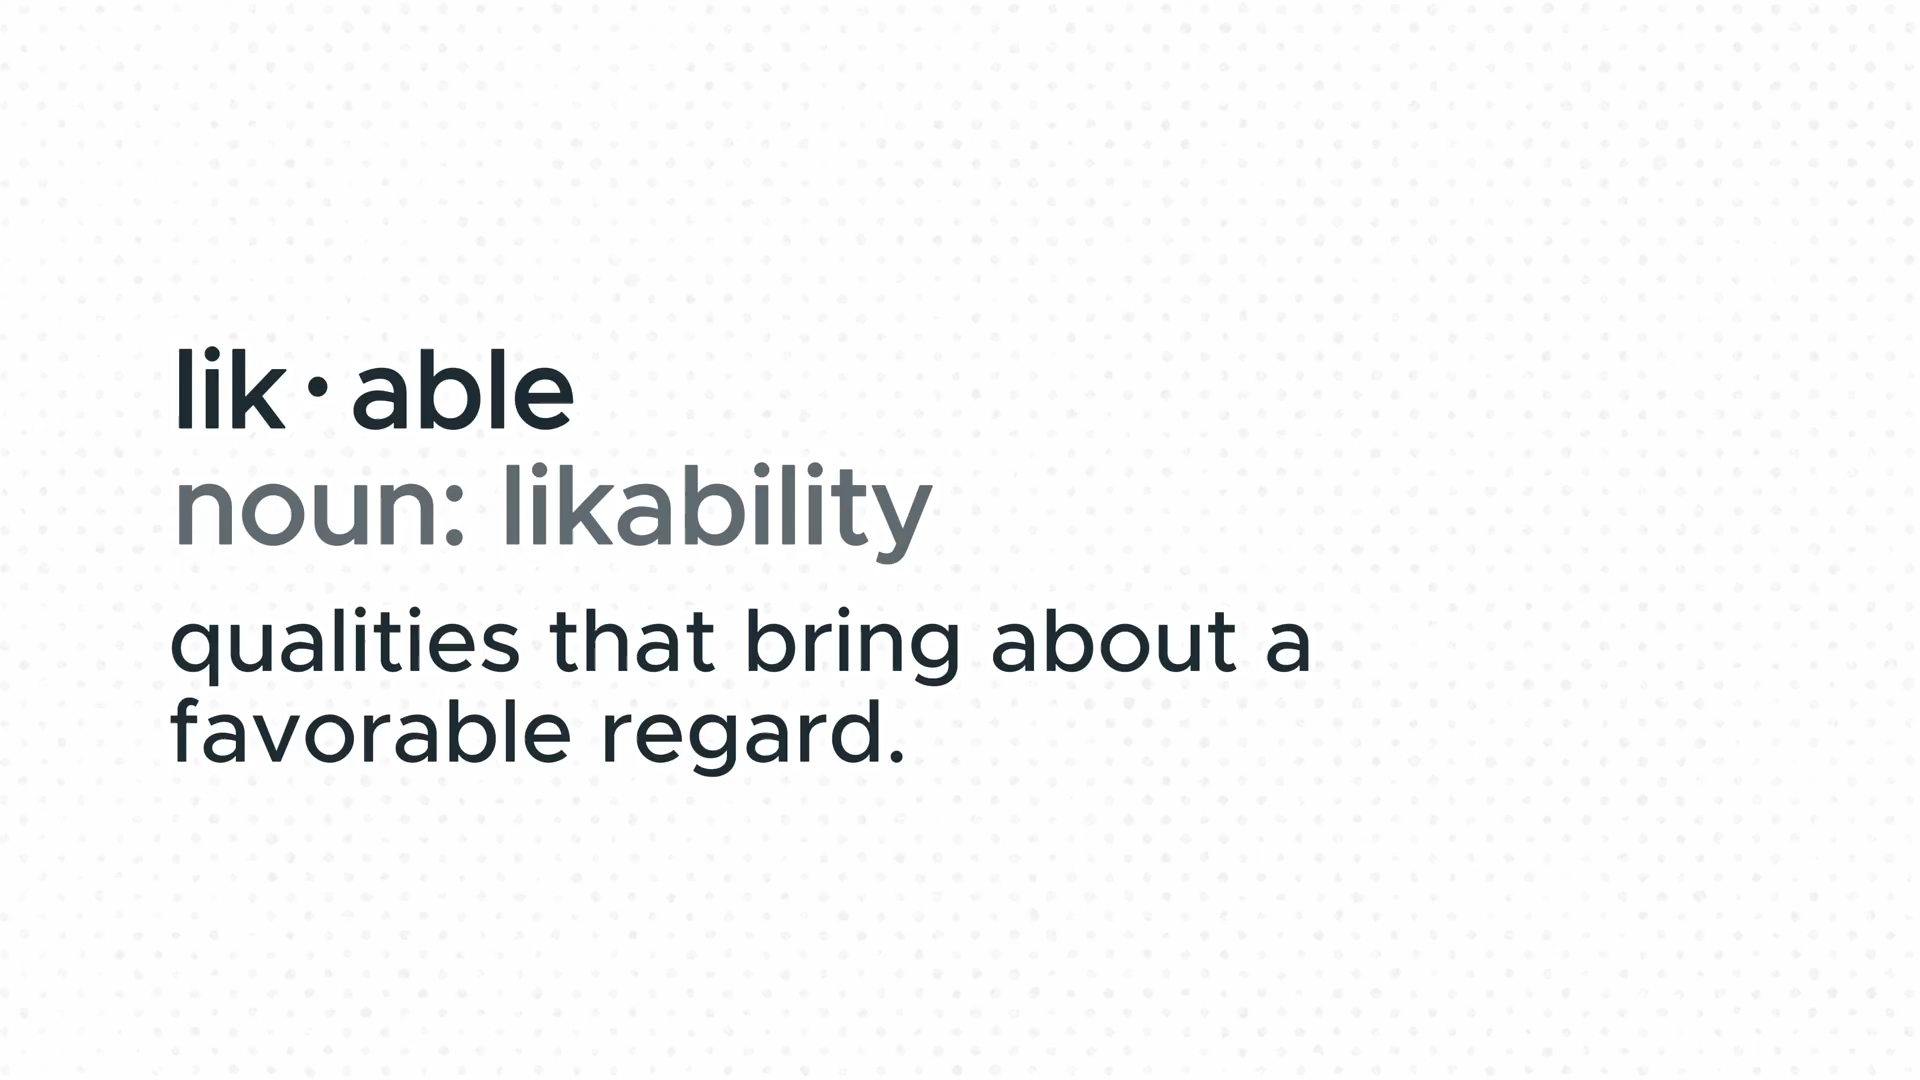 lik·able
noun: likability
qualities that bring about a
favorable regard.